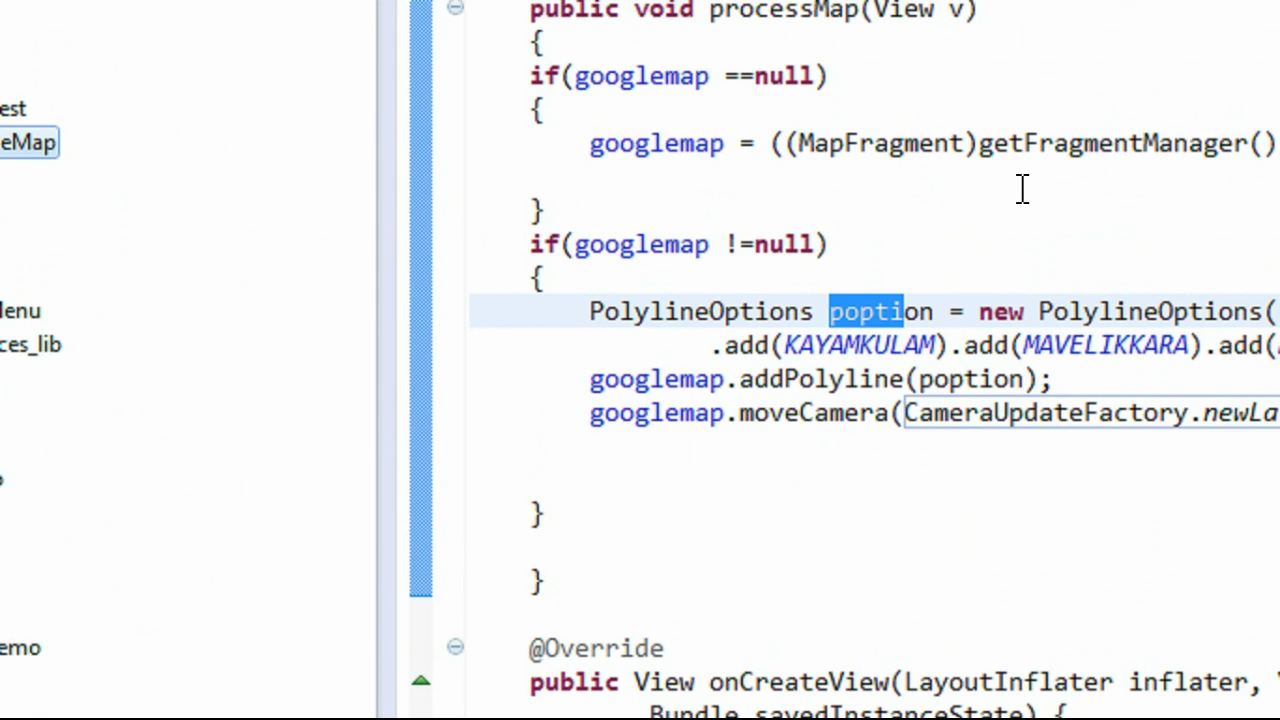 public void processMap(View v)
{
est
if(googlemap ==null)
{
eMap
googlemap = ((MapFragment)getFragmentManager()
}
if(googlemap !=null)
{
lenu
PolylineOptions poption = new PolylineOptions(
ces_lib
.add(KAYAMKULAM).add(MAVELIKKARA).add(
googlemap.addPolyline(poption);
googlemap.moveCamera(CameraUpdateFactory.newLa
}
}
emo
@Override
public View onCreateView(LayoutInflater inflater,
Bundle savedInstanceState) {